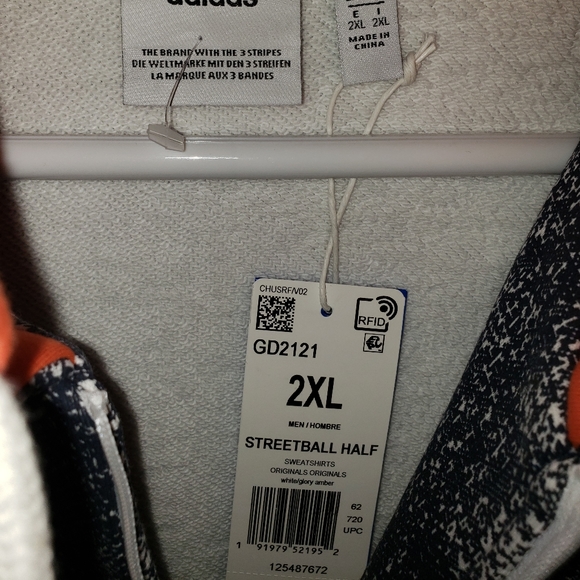 adidas
THE BRAND WITH THE 3 STRIPES
DIE WELTMARKE MIT DEN 3 STREIFEN
LA MARQUE AUX 3 BANDES
E I
2XL 2XL
MADE IN
CHINA
CHUSRF/V02
RFID
GD2121
2XL
MEN / HOMBRE
STREETBALL HALF
SWEATSHIRTS
ORIGINALS ORIGINALS
white/glory amber
62
720
UPC
1 91979 52195 2
125487672